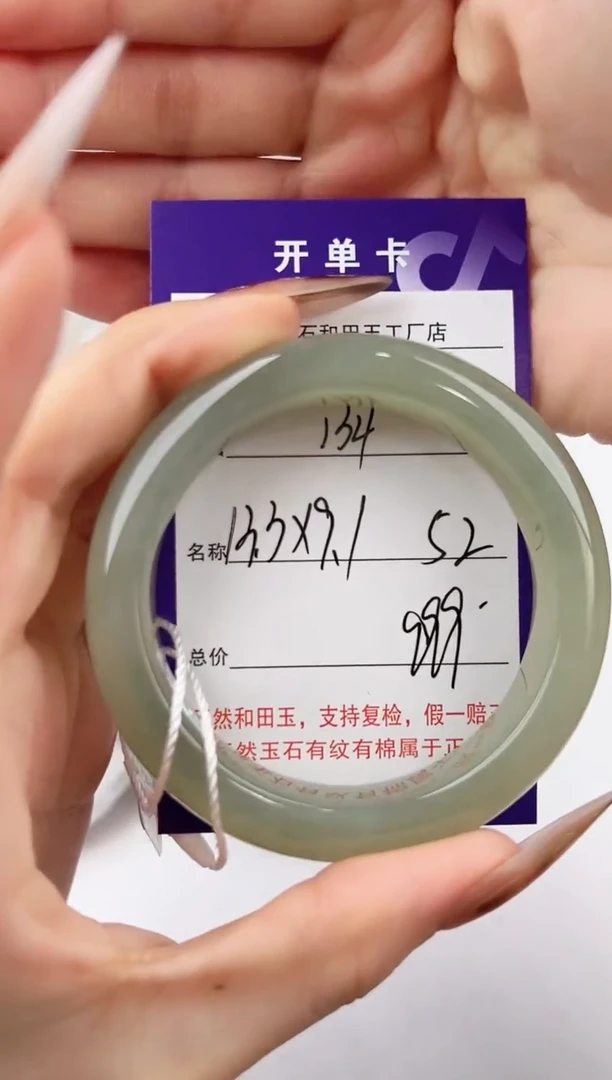 开单卡
石和田玉工厂店
134
名称 13.3X9.1 52
总价 999.
然和田玉，支持复检，假一赔
然玉石有纹有棉属于正